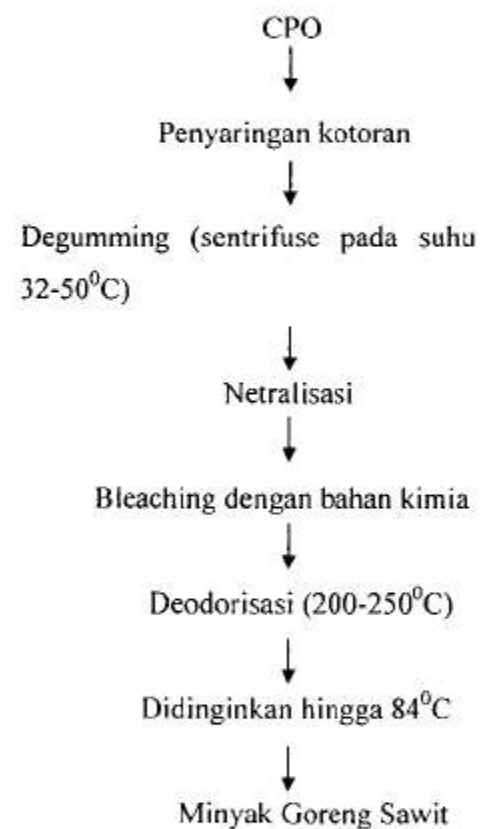 CPO
Penyaringan kotoran
Degumming (sentrifuse pada suhu
32-50⁰C)
Netralisasi
Bleaching dengan bahan kimia
Deodorisasi (200-250⁰C)
Didinginkan hingga 84⁰C
Minyak Goreng Sawit